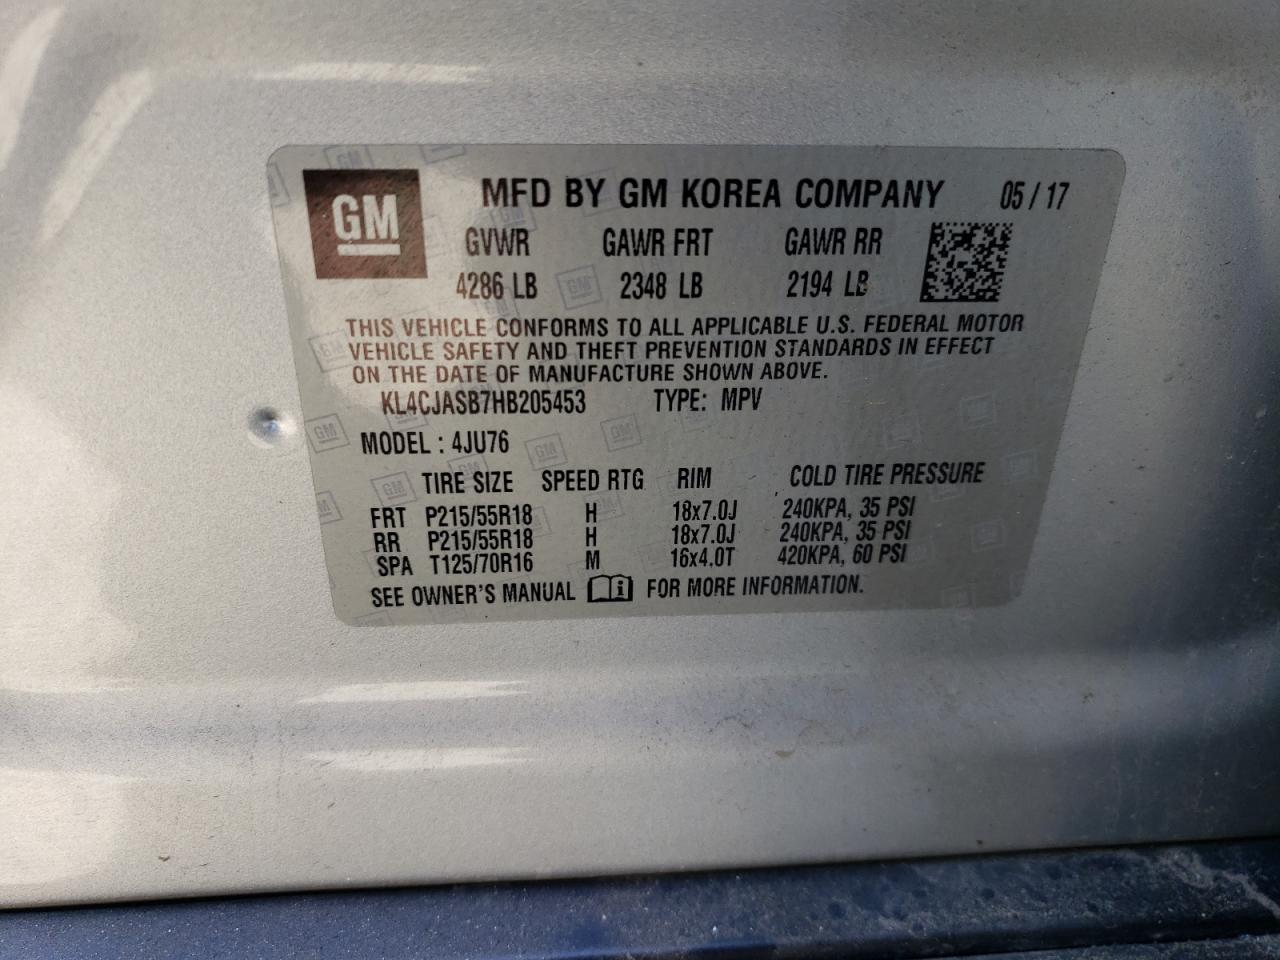 GM
MFD BY GM KOREA COMPANY 05/17
GVWR GAWR FRT GAWR RR
4286 LB 2348 LB 2194 LB
THIS VEHICLE CONFORMS TO ALL APPLICABLE U.S. FEDERAL MOTOR
VEHICLE SAFETY AND THEFT PREVENTION STANDARDS IN EFFECT
ON THE DATE OF MANUFACTURE SHOWN ABOVE.
KL4CJASB7HB205453 TYPE: MPV
MODEL : 4JU76
TIRE SIZE SPEED RTG RIM COLD TIRE PRESSURE
FRT P215/55R18 H 18x7.0J 240KPA, 35 PSI
RR P215/55R18 H 18x7.0J 240KPA, 35 PSI
SPA T125/70R16 M 16x4.0T 420KPA, 60 PSI
SEE OWNER'S MANUAL i FOR MORE INFORMATION.